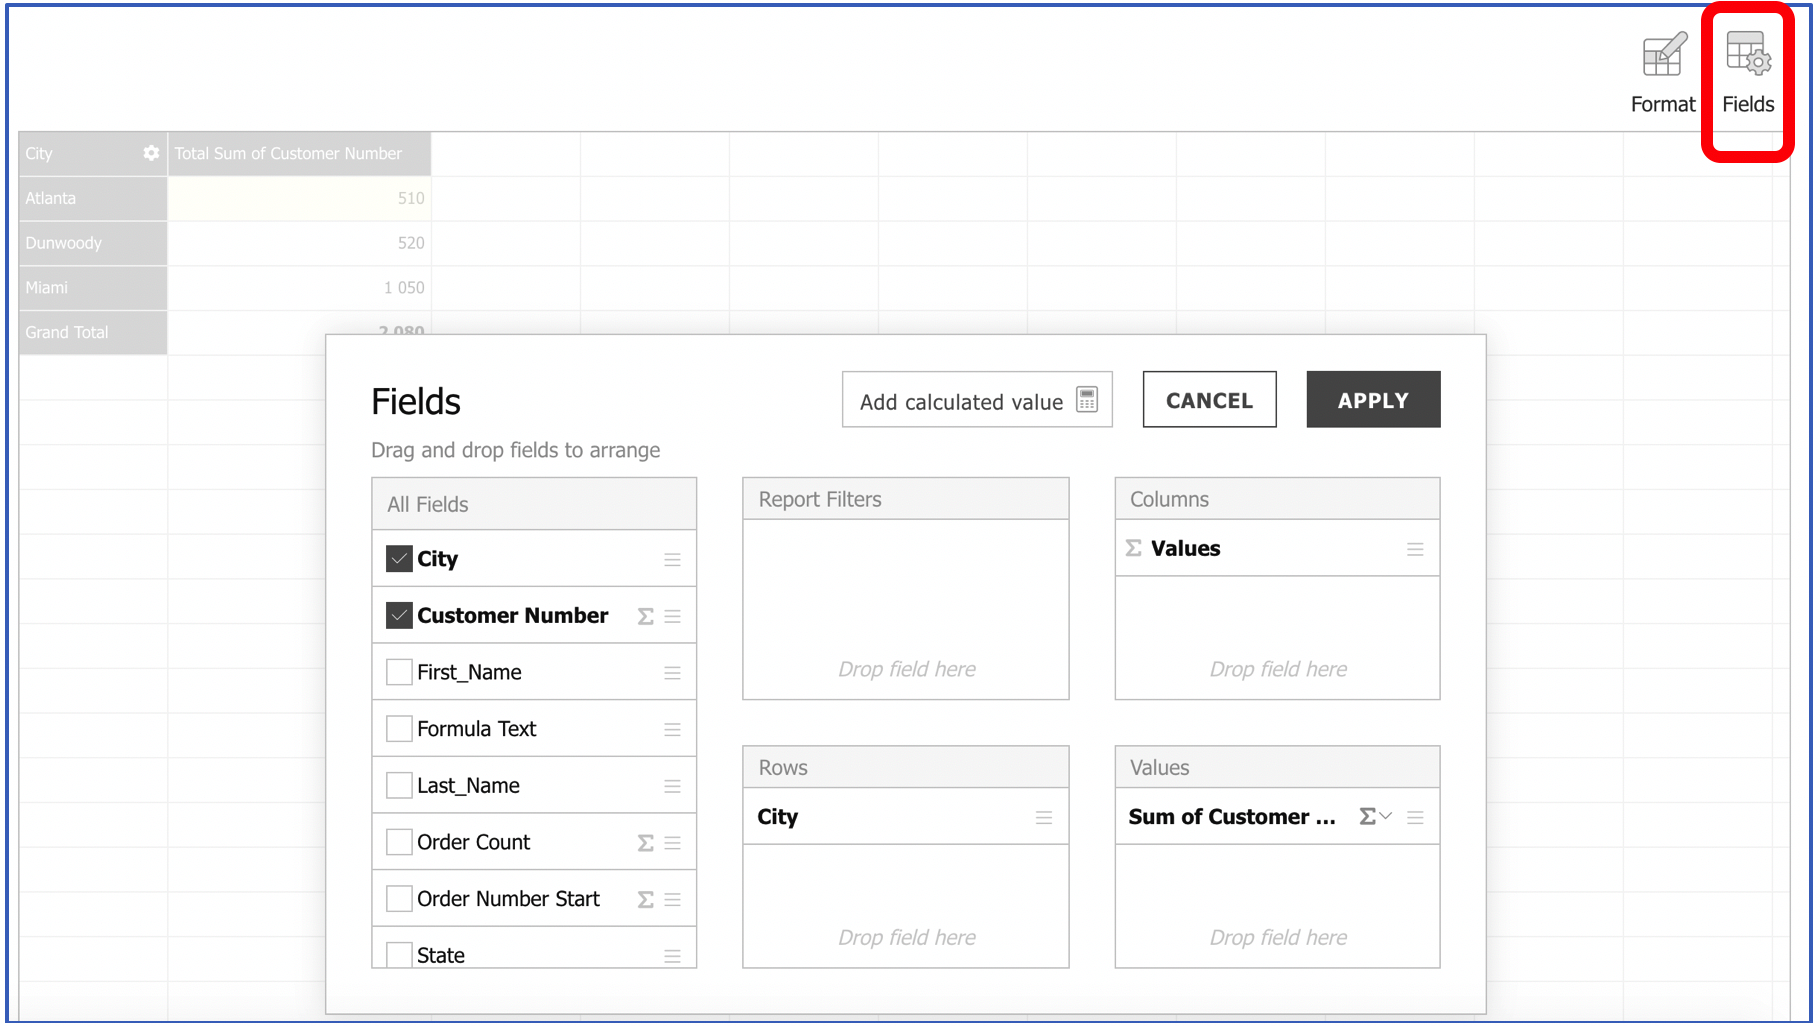 Format
Fields
City
Total Sum of Customer Number
Atlanta
510
Dunwoody
520
Miami
1 050
Grand Total
2 080
Fields
Add calculated value
CANCEL
APPLY
Drag and drop fields to arrange
All Fields
City
Customer Number Σ
First_Name
Formula Text
Last_Name
Order Count Σ
Order Number Start Σ
State
Report Filters
Drop field here
Columns
Σ Values
Drop field here
Rows
City
Drop field here
Values
Sum of Customer ... Σ
Drop field here